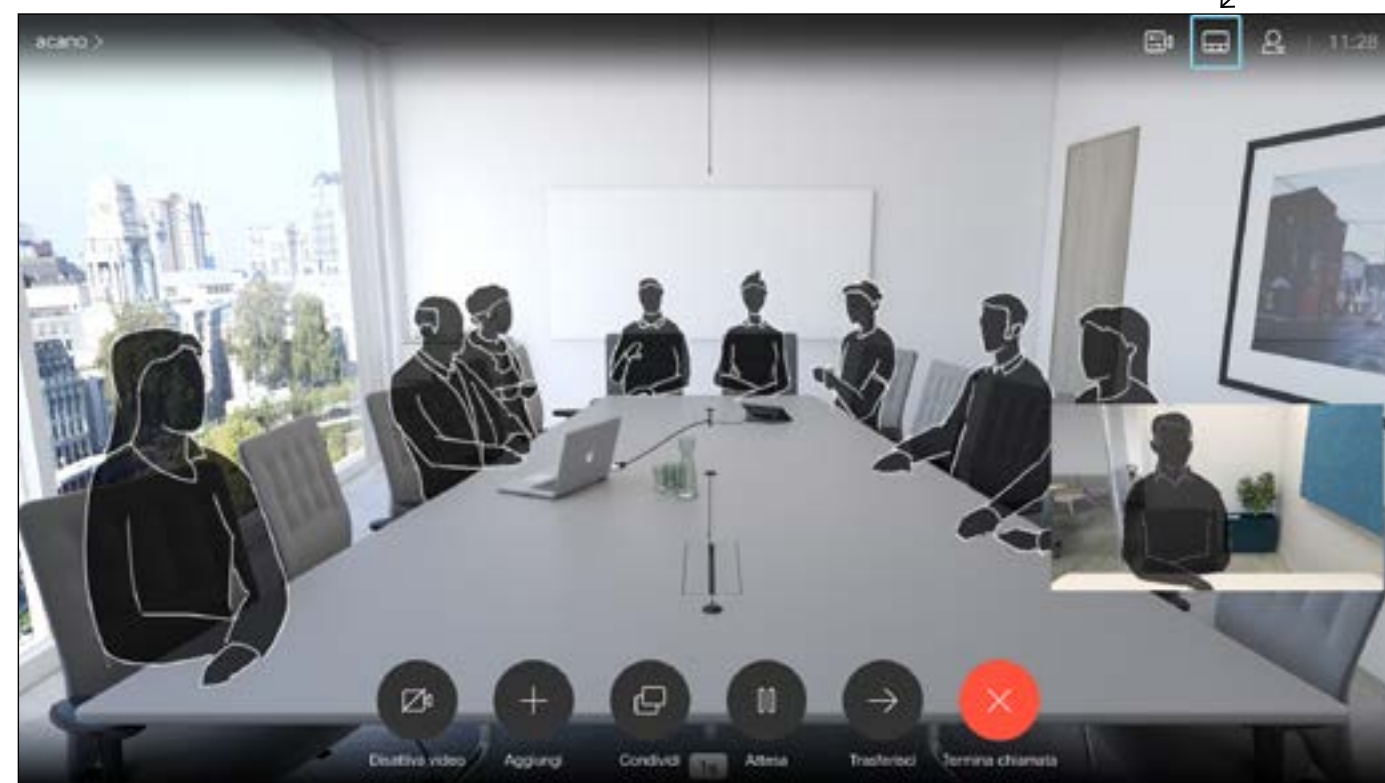 acano >
11:28
Disattiva video
Aggiungi
Condividi
Attesa
Trasferisci
Termina chiamata